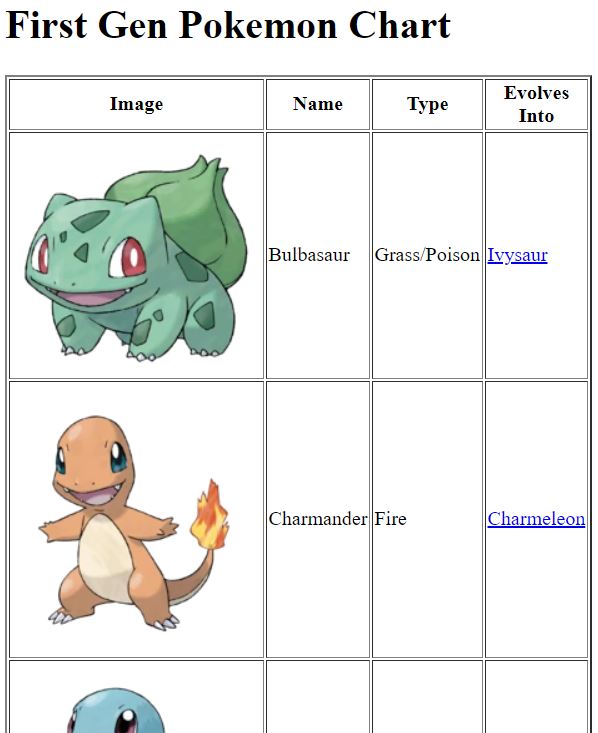 First Gen Pokemon Chart
Image Name Type Evolves
Into
Bulbasaur Grass/Poison Ivysaur
Charmander Fire Charmeleon